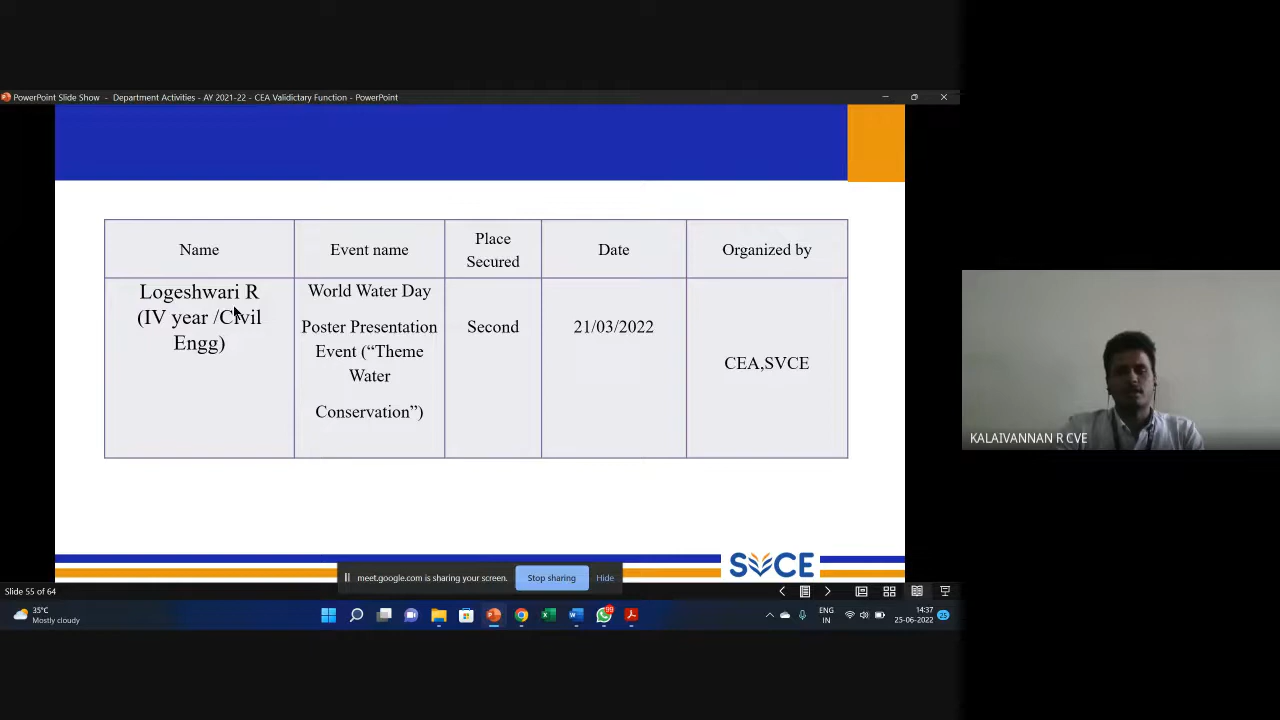 PowerPoint Slide Show - Department Activities - AY 2021-22 - CEA Validictary Function - PowerPoint
Name
Event name
Place
Secured
Date
Organized by
Logeshwari R
(IV year /Civil
Engg)
World Water Day
Poster Presentation
Event (“Theme
Water
Conservation”)
Second
21/03/2022
CEA,SVCE
KALAIVANNAN R CVE
SVCE
meet.google.com is sharing your screen.
Stop sharing
Hide
Slide 55 of 64
35°C
Mostly cloudy
99
ENG
IN
14:37
25-06-2022
25